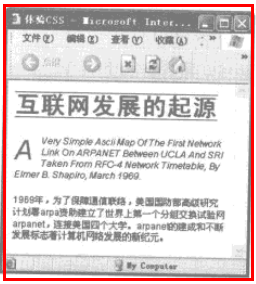 体验CSS - Microsoft Inter...
文件(F) 编辑(E) 查看(V) 收藏(A) »
后退
互联网发展的起源
A Very Simple Ascii Map Of The First Network
Link On ARPANET Between UCLA And SRI
Taken From RFC-4 Network Timetable, By
Elmer B. Shapiro, March 1969.
1969年，为了保障通信联络，美国国防部高级研究
计划署arpa资助建立了世界上第一个分组交换试验网
arpanet，连接美国四个大学。arpanet的建成和不断
发展标志着计算机网络发展的新纪元。
My Computer